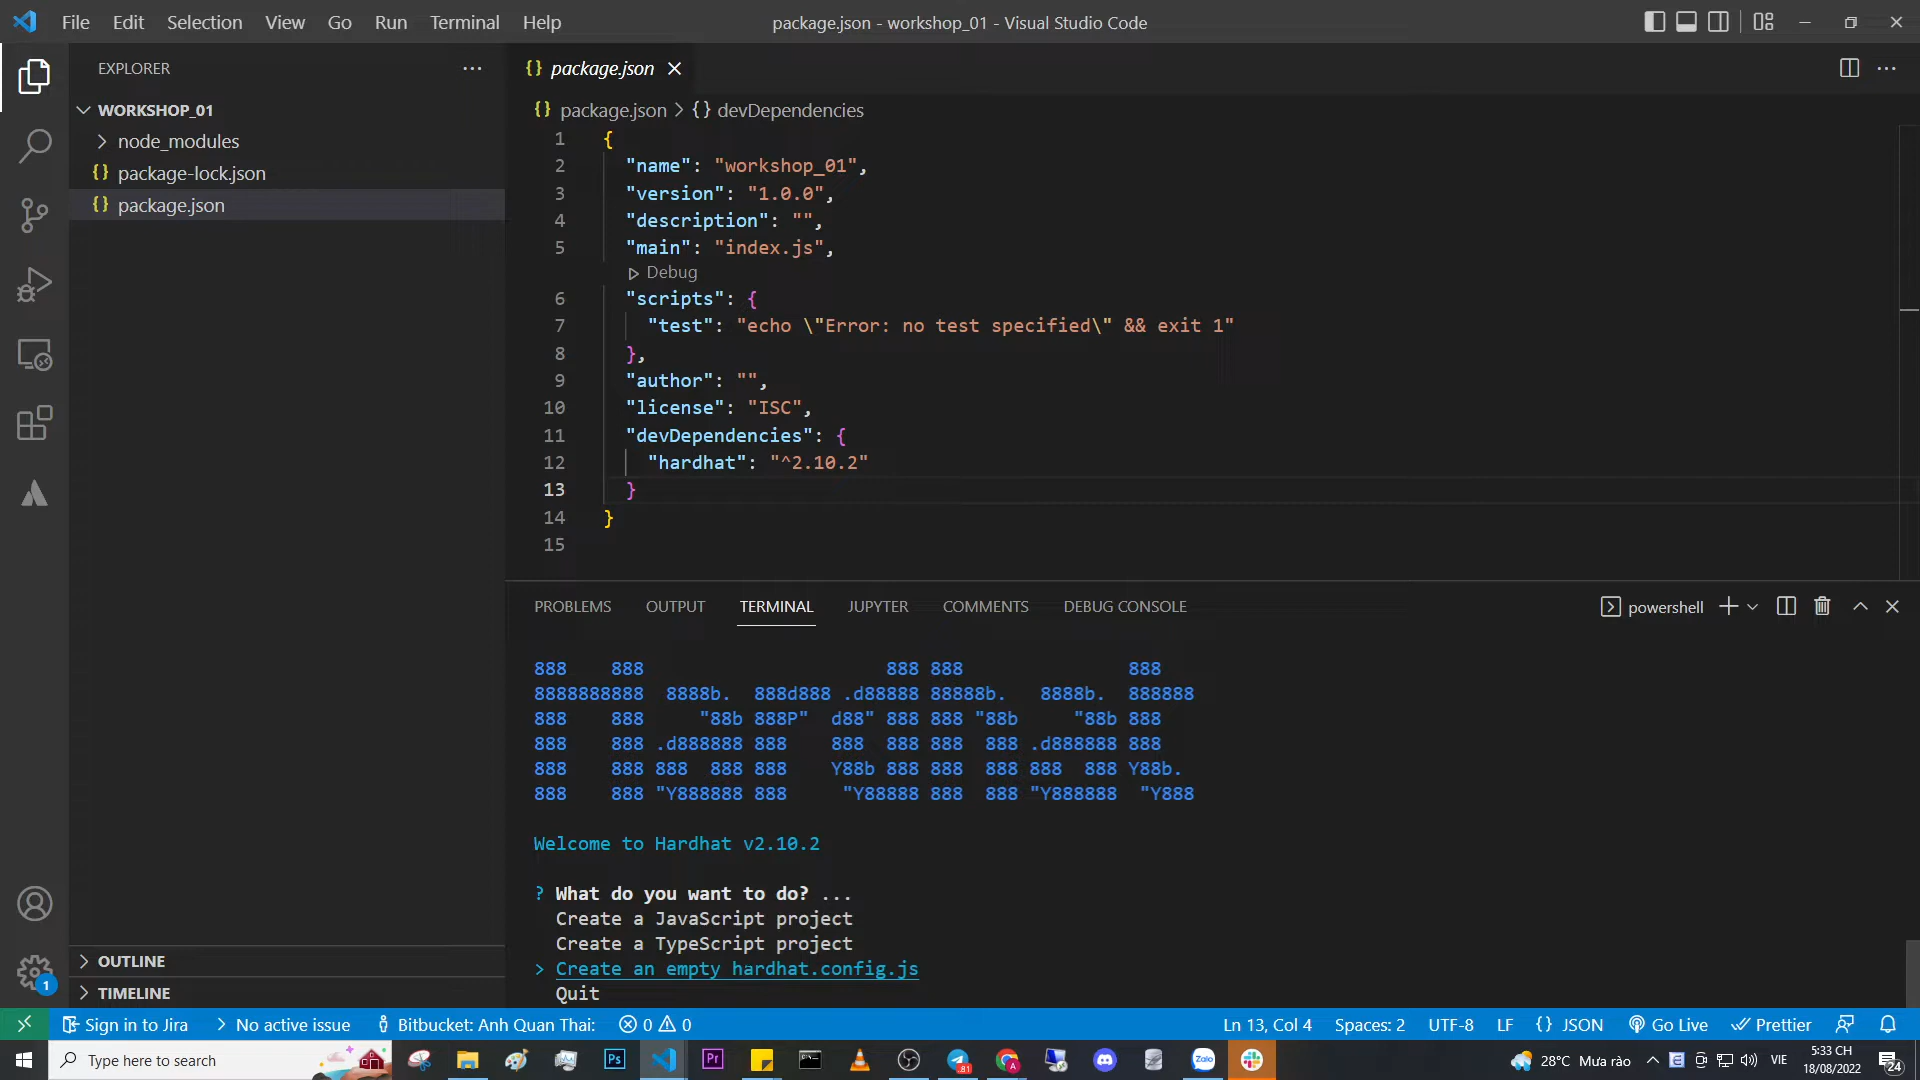 File Edit Selection View Go Run Terminal Help
package.json - workshop_01 - Visual Studio Code
EXPLORER
WORKSHOP_01
node_modules
{} package-lock.json
{} package.json
OUTLINE
TIMELINE
1
{} package.json
{} package.json > {} devDependencies
1 {
2 "name": "workshop_01",
3 "version": "1.0.0",
4 "description": "",
5 "main": "index.js",
Debug
6 "scripts": {
7 "test": "echo \"Error: no test specified\" && exit 1"
8 },
9 "author": "",
10 "license": "ISC",
11 "devDependencies": {
12 "hardhat": "^2.10.2"
13 }
14 }
15
PROBLEMS OUTPUT TERMINAL JUPYTER COMMENTS DEBUG CONSOLE
powershell
888    888                      888 888               888
8888888888  8888b.  888d888 .d88888 88888b.   8888b.  888888
888    888     "88b 888P"  d88" 888 888 "88b     "88b 888
888    888 .d888888 888    888  888 888  888 .d888888 888
888    888 888  888 888    Y88b 888 888  888 888  888 Y88b.
888    888 "Y888888 888     "Y88888 888  888 "Y888888  "Y888
Welcome to Hardhat v2.10.2
? What do you want to do? ...
Create a JavaScript project
Create a TypeScript project
> Create an empty hardhat.config.js
Quit
Sign in to Jira No active issue Bitbucket: Anh Quan Thai: 0 0
Ln 13, Col 4 Spaces: 2 UTF-8 LF {} JSON Go Live Prettier
Type here to search
Ps
Pr
81
A
Zalo
28°C Mưa rào
VIE
5:33 CH
18/08/2022
24